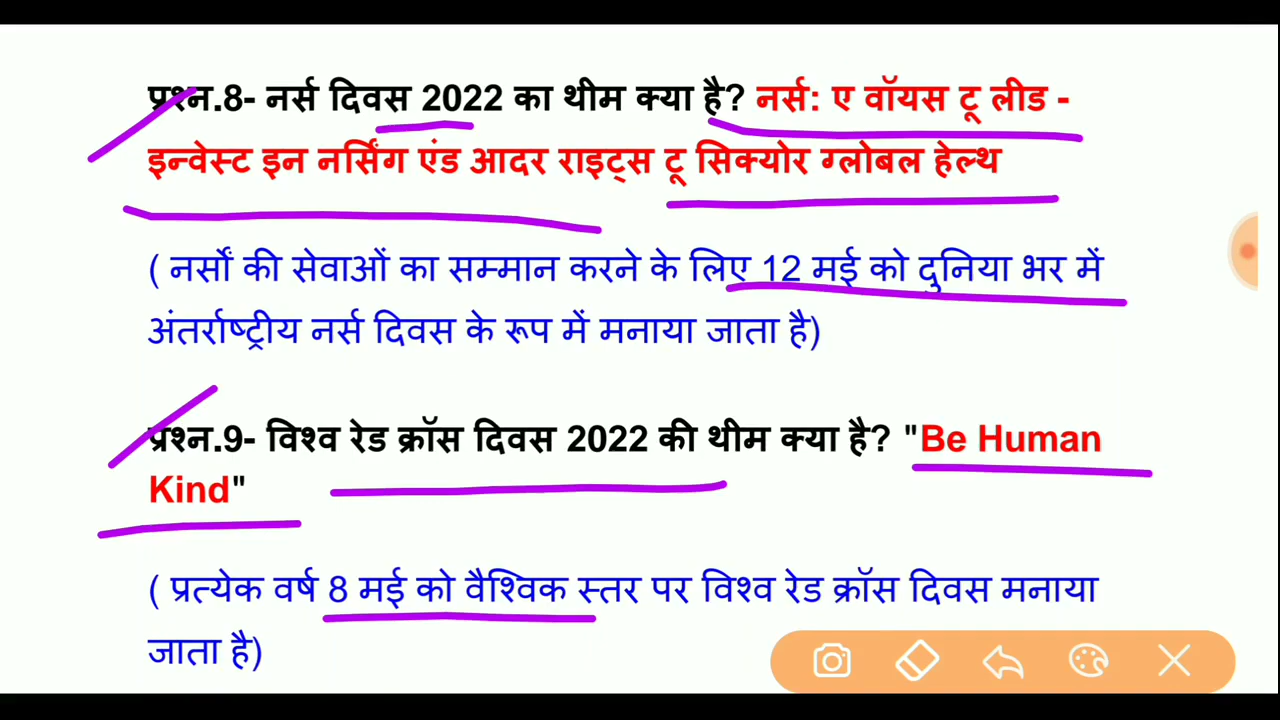 प्रश्न.8- नर्स दिवस 2022 का थीम क्या है? नर्स: ए वॉयस टू लीड -
इन्वेस्ट इन नर्सिंग एंड आदर राइट्स टू सिक्योर ग्लोबल हेल्थ
( नर्सों की सेवाओं का सम्मान करने के लिए 12 मई को दुनिया भर में
अंतर्राष्ट्रीय नर्स दिवस के रूप में मनाया जाता है)
प्रश्न.9- विश्व रेड क्रॉस दिवस 2022 की थीम क्या है? "Be Human
Kind"
( प्रत्येक वर्ष 8 मई को वैश्विक स्तर पर विश्व रेड क्रॉस दिवस मनाया
जाता है)